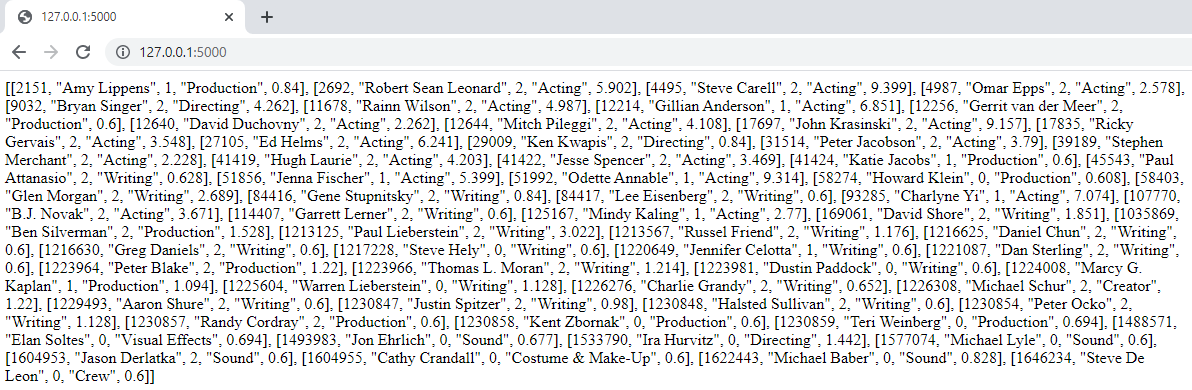 127.0.0.1:5000
127.0.0.1:5000
[[2151, "Amy Lippens", 1, "Production", 0.84], [2692, "Robert Sean Leonard", 2, "Acting", 5.902], [4495, "Steve Carell", 2, "Acting", 9.399], [4987, "Omar Epps", 2, "Acting", 2.578],
[9032, "Bryan Singer", 2, "Directing", 4.262], [11678, "Rainn Wilson", 2, "Acting", 4.987], [12214, "Gillian Anderson", 1, "Acting", 6.851], [12256, "Gerrit van der Meer", 2,
"Production", 0.6], [12640, "David Duchovny", 2, "Acting", 2.262], [12644, "Mitch Pileggi", 2, "Acting", 4.108], [17697, "John Krasinski", 2, "Acting", 9.157], [17835, "Ricky
Gervais", 2, "Acting", 3.548], [27105, "Ed Helms", 2, "Acting", 6.241], [29009, "Ken Kwapis", 2, "Directing", 0.84], [31514, "Peter Jacobson", 2, "Acting", 3.79], [39189, "Stephen
Merchant", 2, "Acting", 2.228], [41419, "Hugh Laurie", 2, "Acting", 4.203], [41422, "Jesse Spencer", 2, "Acting", 3.469], [41424, "Katie Jacobs", 1, "Production", 0.6], [45543, "Paul
Attanasio", 2, "Writing", 0.628], [51856, "Jenna Fischer", 1, "Acting", 5.399], [51992, "Odette Annable", 1, "Acting", 9.314], [58274, "Howard Klein", 0, "Production", 0.608], [58403,
"Glen Morgan", 2, "Writing", 2.689], [84416, "Gene Stupnitsky", 2, "Writing", 0.84], [84417, "Lee Eisenberg", 2, "Writing", 0.6], [93285, "Charlyne Yi", 1, "Acting", 7.074], [107770,
"B.J. Novak", 2, "Acting", 3.671], [114407, "Garrett Lerner", 2, "Writing", 0.6], [125167, "Mindy Kaling", 1, "Acting", 2.77], [169061, "David Shore", 2, "Writing", 1.851], [1035869,
"Ben Silverman", 2, "Production", 1.528], [1213125, "Paul Lieberstein", 2, "Writing", 3.022], [1213567, "Russel Friend", 2, "Writing", 1.176], [1216625, "Daniel Chun", 2, "Writing",
0.6], [1216630, "Greg Daniels", 2, "Writing", 0.6], [1217228, "Steve Hely", 0, "Writing", 0.6], [1220649, "Jennifer Celotta", 1, "Writing", 0.6], [1221087, "Dan Sterling", 2, "Writing",
0.6], [1223964, "Peter Blake", 2, "Production", 1.22], [1223966, "Thomas L. Moran", 2, "Writing", 1.214], [1223981, "Dustin Paddock", 0, "Writing", 0.6], [1224008, "Marcy G.
Kaplan", 1, "Production", 1.094], [1225604, "Warren Lieberstein", 0, "Writing", 1.128], [1226276, "Charlie Grandy", 2, "Writing", 0.652], [1226308, "Michael Schur", 2, "Creator",
1.22], [1229493, "Aaron Shure", 2, "Writing", 0.6], [1230847, "Justin Spitzer", 2, "Writing", 0.98], [1230848, "Halsted Sullivan", 2, "Writing", 0.6], [1230854, "Peter Ocko", 2,
"Writing", 1.128], [1230857, "Randy Cordray", 2, "Production", 0.6], [1230858, "Kent Zbornak", 0, "Production", 0.6], [1230859, "Teri Weinberg", 0, "Production", 0.694], [1488571,
"Elan Soltes", 0, "Visual Effects", 0.694], [1493983, "Jon Ehrlich", 0, "Sound", 0.677], [1533790, "Ira Hurvitz", 0, "Directing", 1.442], [1577074, "Michael Lyle", 0, "Sound", 0.6],
[1604953, "Jason Derlatka", 2, "Sound", 0.6], [1604955, "Cathy Crandall", 0, "Costume & Make-Up", 0.6], [1622443, "Michael Baber", 0, "Sound", 0.828], [1646234, "Steve De
Leon", 0, "Crew", 0.6]]